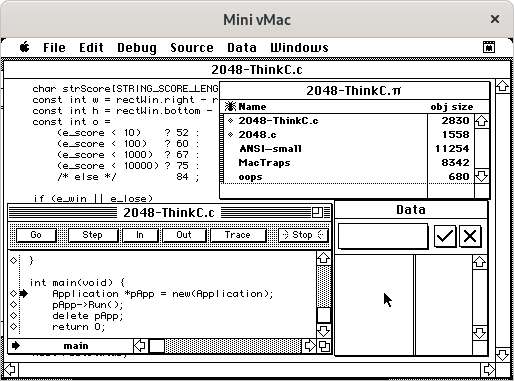 Mini vMac
File Edit Debug Source Data Windows
2048-ThinkC.c
char strScore[STRING_SCORE_LENG
const int w = rectWin.right - r
const int h = rectWin.bottom -
const int o =
(e_score < 10) ? 52 :
(e_score < 100) ? 60 :
(e_score < 1000) ? 67 :
(e_score < 10000) ? 75 :
/* else */ 84 ;
if (e_win || e_lose)
2048-ThinkC.π
Name obj size
2048-ThinkC.c 2830
2048.c 1558
ANSI-small 11254
MacTraps 8342
oops 680
2048-ThinkC.c
Go Step In Out Trace Stop
}
int main(void) {
Application *pApp = new(Application);
pApp->Run();
delete pApp;
return 0;
main
Data